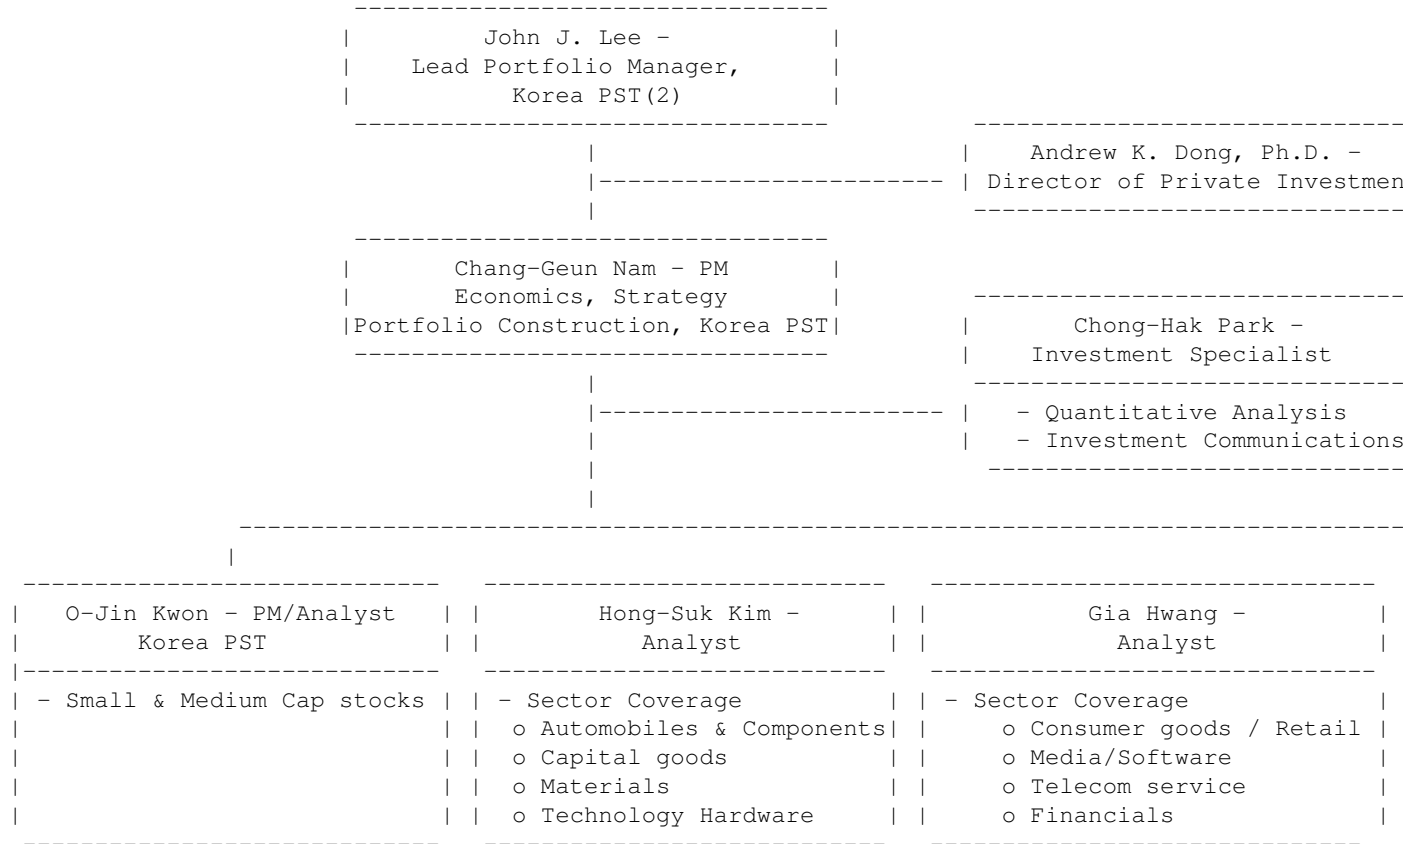 John J. Lee -
Lead Portfolio Manager,
Korea PST(2)
Andrew K. Dong, Ph.D. -
Director of Private Investmen
Chang-Geun Nam - PM
Economics, Strategy
Portfolio Construction, Korea PST
Chong-Hak Park -
Investment Specialist
- Quantitative Analysis
- Investment Communications
O-Jin Kwon - PM/Analyst
Korea PST
- Small & Medium Cap stocks
Hong-Suk Kim -
Analyst
- Sector Coverage
o Automobiles & Components
o Capital goods
o Materials
o Technology Hardware
Gia Hwang -
Analyst
- Sector Coverage
o Consumer goods / Retail
o Media/Software
o Telecom service
o Financials